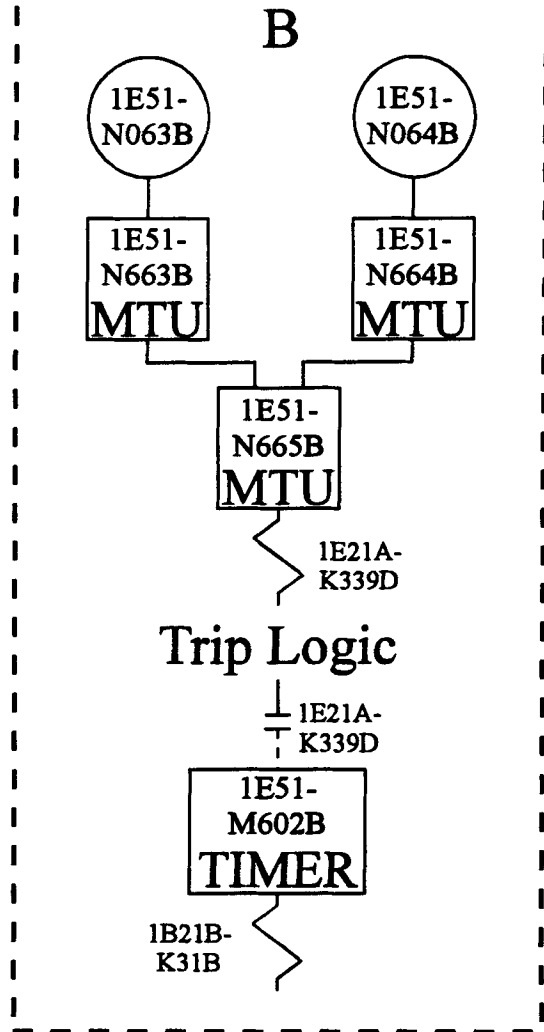 B
1E51-
N063B
1E51-
N064B
1E51-
N663B
MTU
1E51-
N664B
MTU
1E51-
N665B
MTU
1E21A-
K339D
Trip Logic
1E21A-
K339D
1E51-
M602B
TIMER
1B21B-
K31B